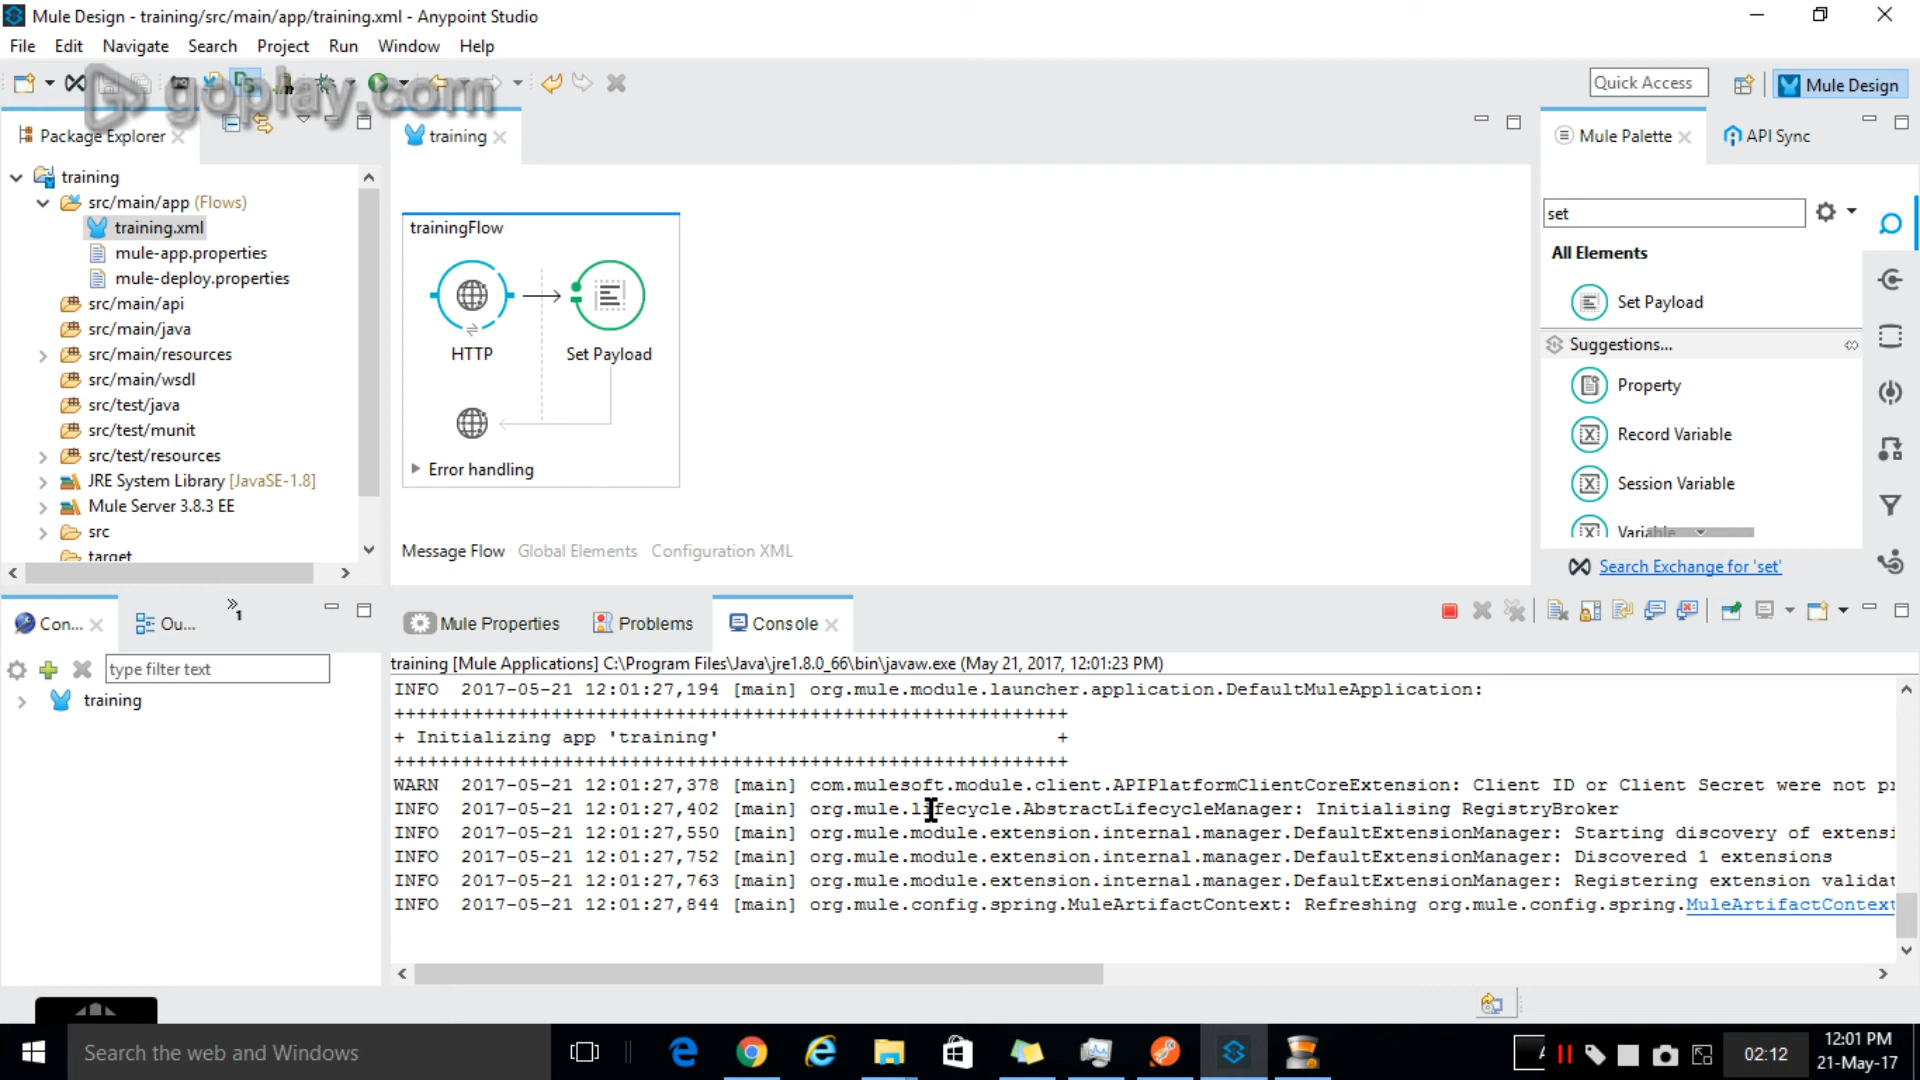 Mule Design - training/src/main/app/training.xml - Anypoint Studio
File Edit Navigate Search Project Run Window Help
goplay.com
Quick Access
Mule Design
Package Explorer
training
Mule Palette
API Sync
training
src/main/app (Flows)
training.xml
mule-app.properties
mule-deploy.properties
src/main/api
src/main/java
src/main/resources
src/main/wsdl
src/test/java
src/test/munit
src/test/resources
JRE System Library [JavaSE-1.8]
Mule Server 3.8.3 EE
src
target
trainingFlow
HTTP
Set Payload
Error handling
Message Flow Global Elements Configuration XML
set
All Elements
Set Payload
Suggestions...
Property
Record Variable
Session Variable
Variable
Search Exchange for 'set'
Con...
Ou...
1
type filter text
training
Mule Properties
Problems
Console
training [Mule Applications] C:\Program Files\Java\jre1.8.0_66\bin\javaw.exe (May 21, 2017, 12:01:23 PM)
INFO 2017-05-21 12:01:27,194 [main] org.mule.module.launcher.application.DefaultMuleApplication:
++++++++++++++++++++++++++++++++++++++++++++++++++++++++++++
+ Initializing app 'training' +
++++++++++++++++++++++++++++++++++++++++++++++++++++++++++++
WARN 2017-05-21 12:01:27,378 [main] com.mulesoft.module.client.APIPlatformClientCoreExtension: Client ID or Client Secret were not pr
INFO 2017-05-21 12:01:27,402 [main] org.mule.lifecycle.AbstractLifecycleManager: Initialising RegistryBroker
INFO 2017-05-21 12:01:27,550 [main] org.mule.module.extension.internal.manager.DefaultExtensionManager: Starting discovery of extensi
INFO 2017-05-21 12:01:27,752 [main] org.mule.module.extension.internal.manager.DefaultExtensionManager: Discovered 1 extensions
INFO 2017-05-21 12:01:27,763 [main] org.mule.module.extension.internal.manager.DefaultExtensionManager: Registering extension validat
INFO 2017-05-21 12:01:27,844 [main] org.mule.config.spring.MuleArtifactContext: Refreshing org.mule.config.spring.MuleArtifactContext
Search the web and Windows
02:12
12:01 PM
21-May-17